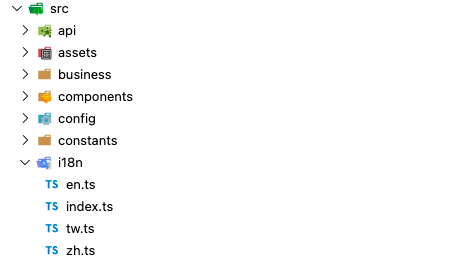 src
api
assets
business
components
config
constants
i18n
TS en.ts
TS index.ts
TS tw.ts
TS zh.ts